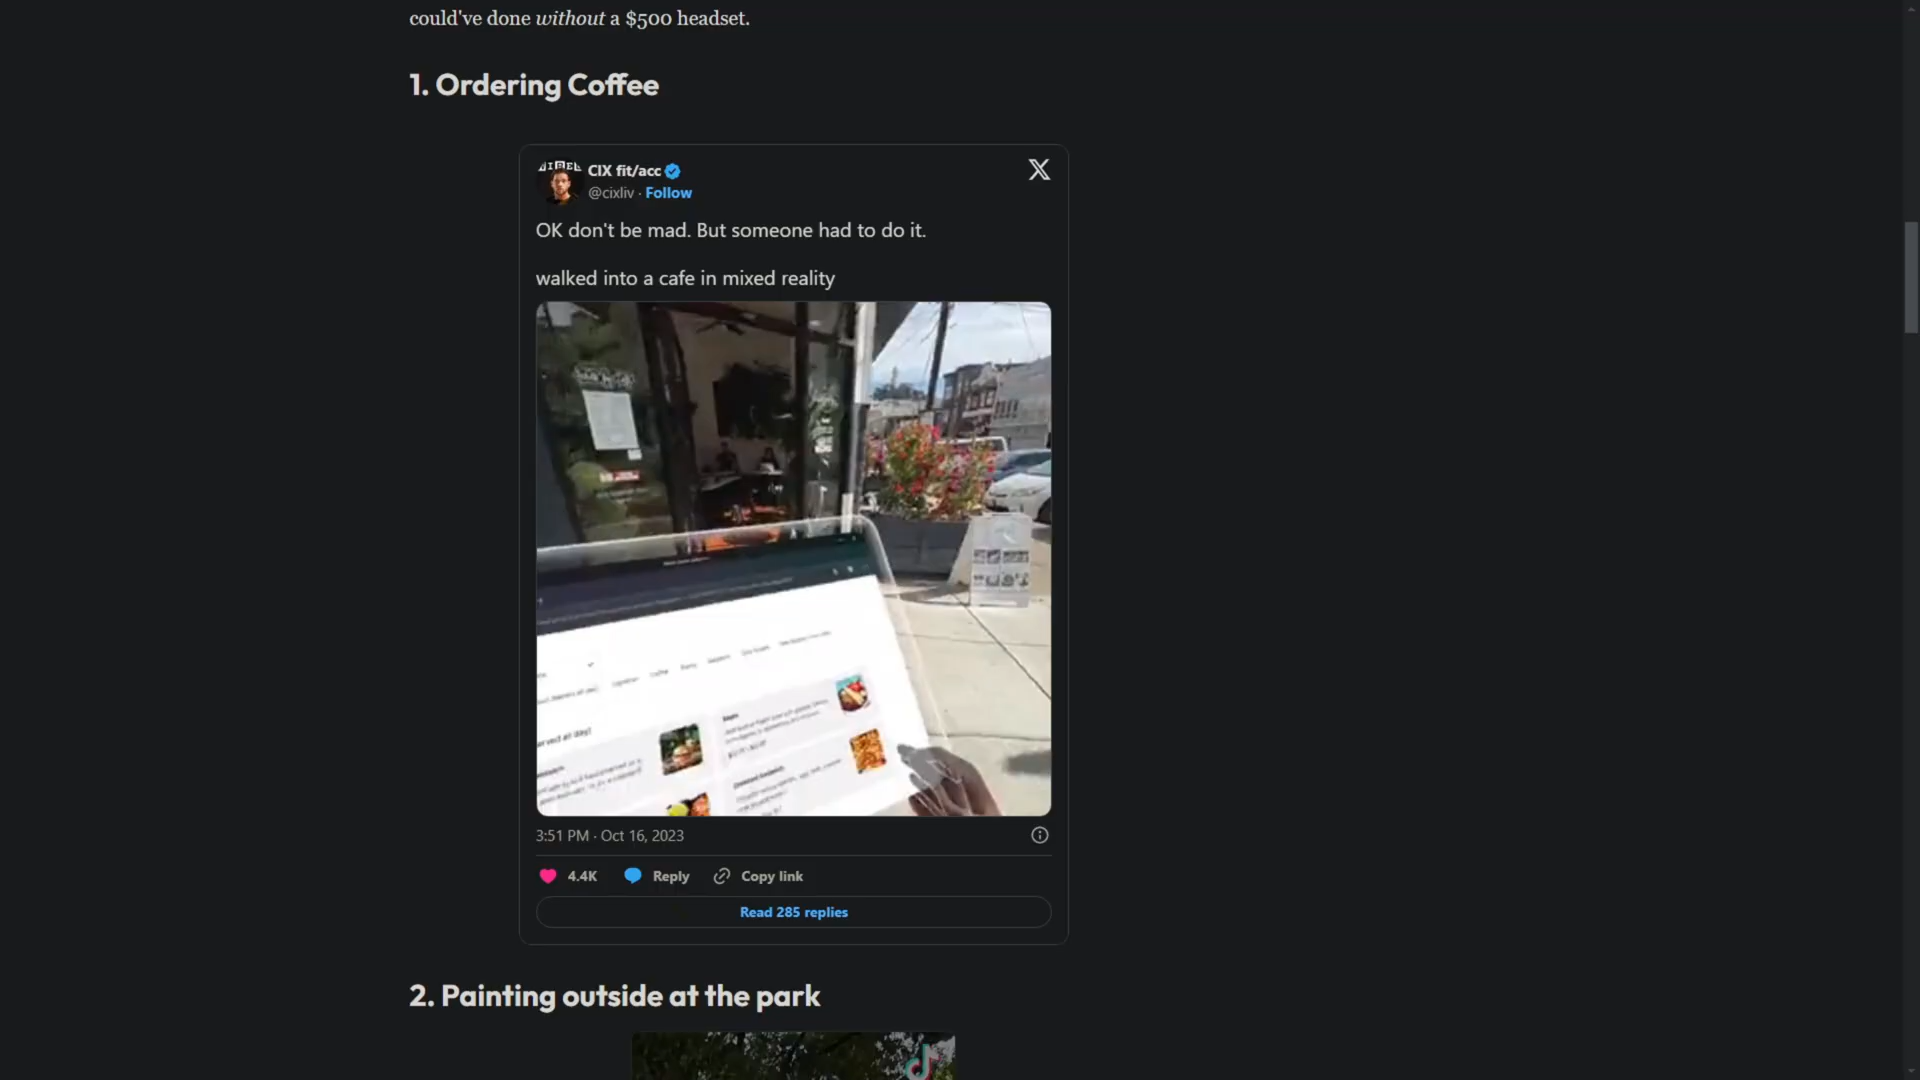 could've done without a $500 headset.
1. Ordering Coffee
CIX fit/acc
@cixliv · Follow
OK don't be mad. But someone had to do it.
walked into a cafe in mixed reality
3:51 PM · Oct 16, 2023
4.4K Reply Copy link
Read 285 replies
2. Painting outside at the park